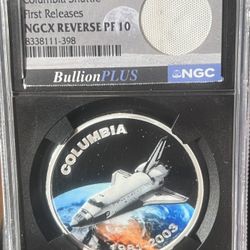 Columbia Shuttle
First Releases
NGCX REVERSE PF 10
8338111-398
BullionPLUS
NGC
COLUMBIA
1981-2003